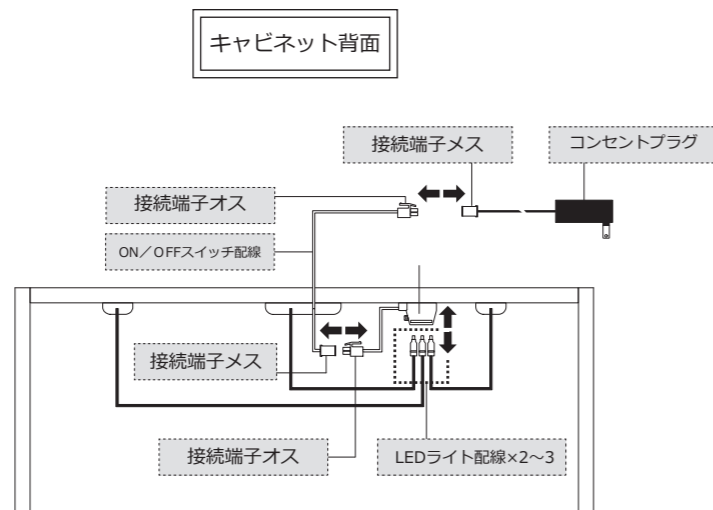 キャビネット背面
接続端子メス
コンセントプラグ
接続端子オス
ON／OFFスイッチ配線
接続端子メス
接続端子オス
LEDライト配線×2〜3